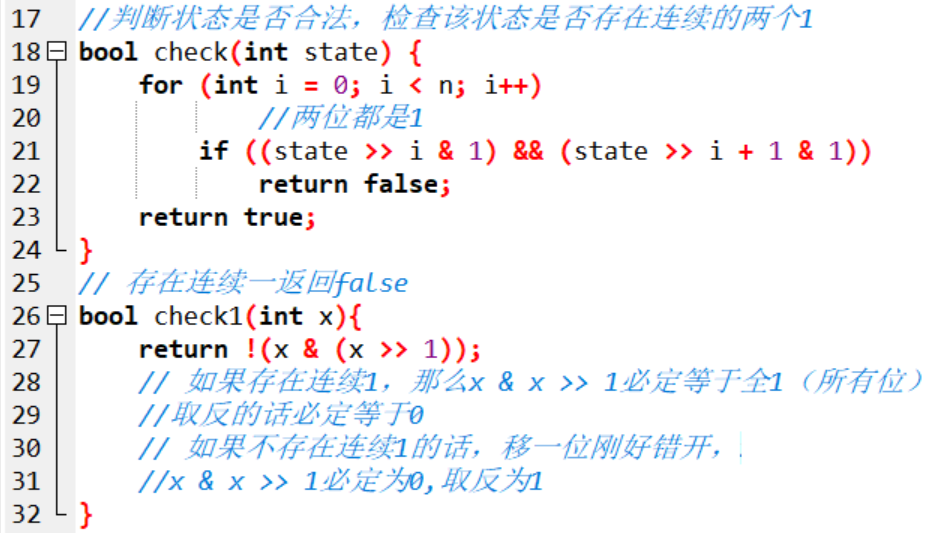 17 //判断状态是否合法，检查该状态是否存在连续的两个1
18 bool check(int state) {
19 for (int i = 0; i < n; i++)
20 //两位都是1
21 if ((state >> i & 1) && (state >> i + 1 & 1))
22 return false;
23 return true;
24 }
25 // 存在连续一返回false
26 bool check1(int x){
27 return !(x & (x >> 1));
28 // 如果存在连续1，那么x & x >> 1必定等于全1（所有位）
29 //取反的话必定等于0
30 // 如果不存在连续1的话，移一位刚好错开，
31 //x & x >> 1必定为0,取反为1
32 }